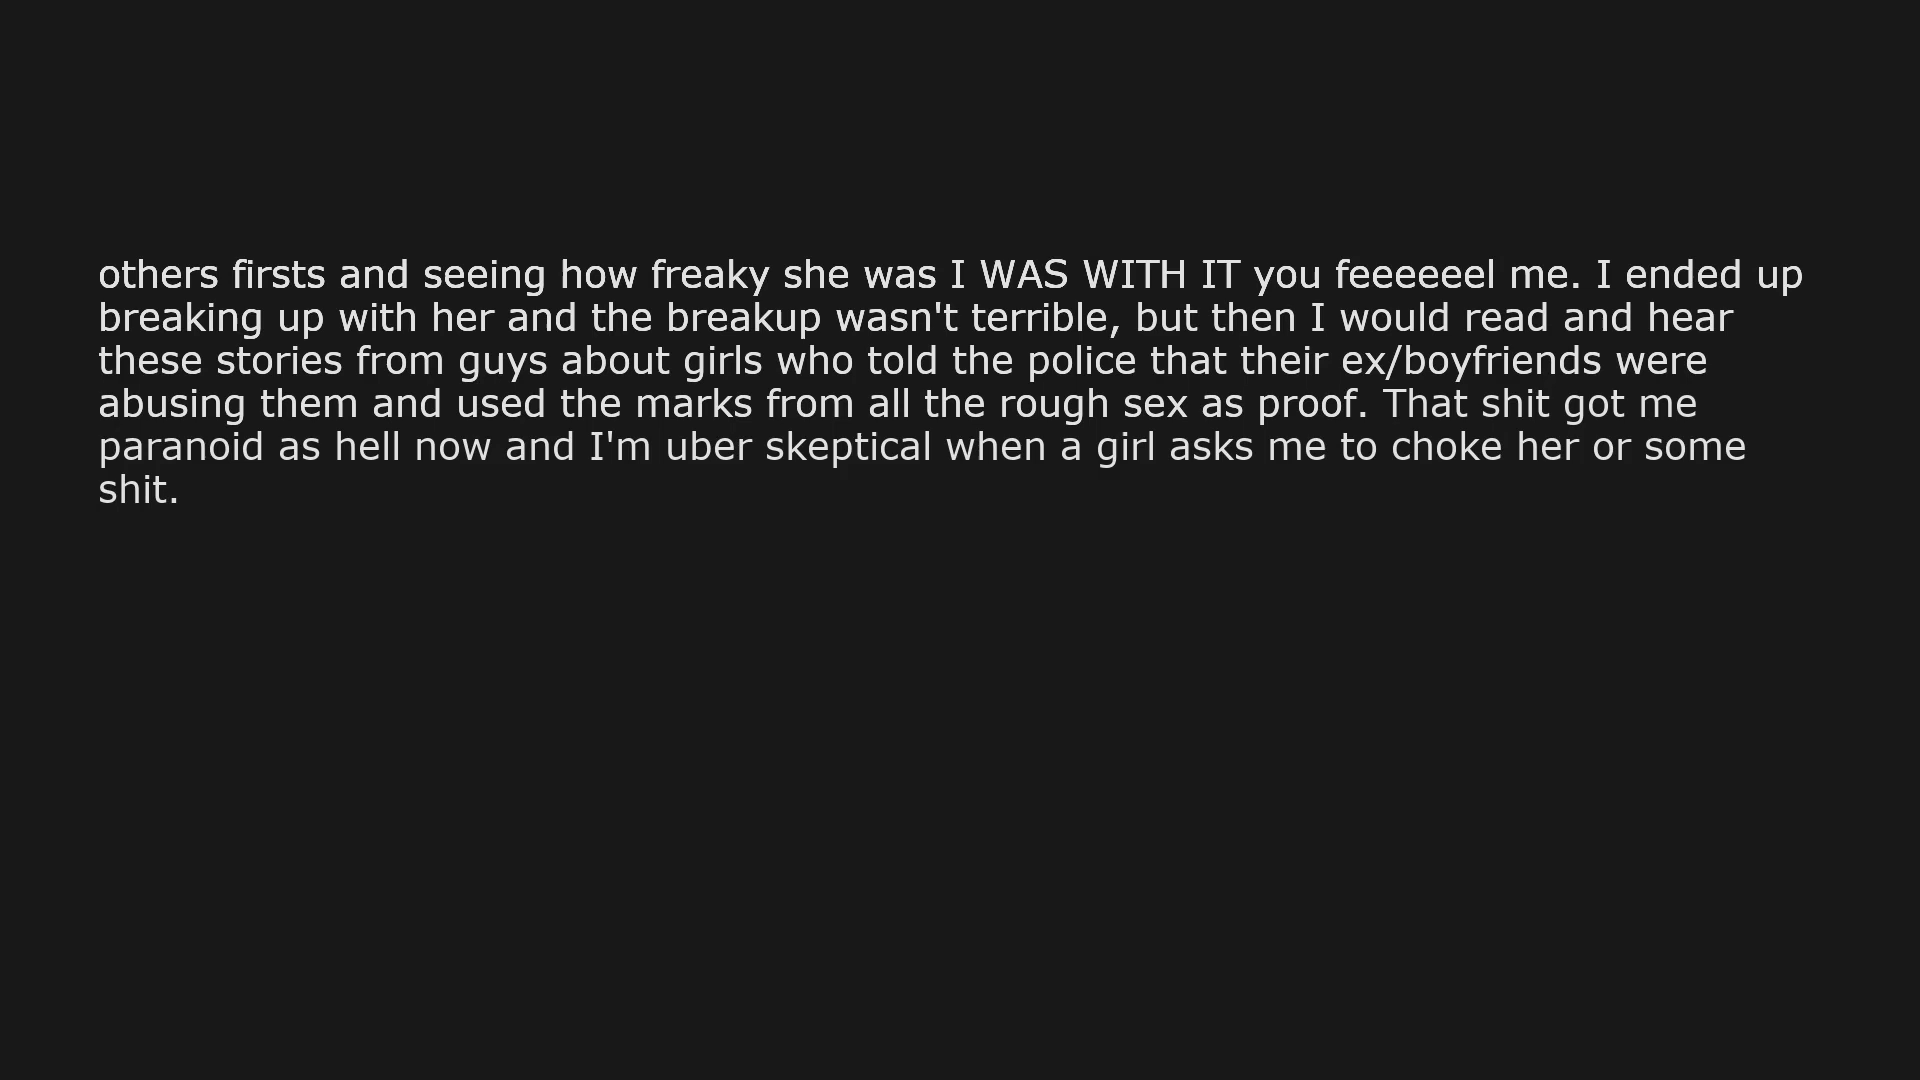 others firsts and seeing how freaky she was I WAS WITH IT you feeeeeel me. I ended up
breaking up with her and the breakup wasn't terrible, but then I would read and hear
these stories from guys about girls who told the police that their ex/boyfriends were
abusing them and used the marks from all the rough sex as proof. That shit got me
paranoid as hell now and I'm uber skeptical when a girl asks me to choke her or some
shit.